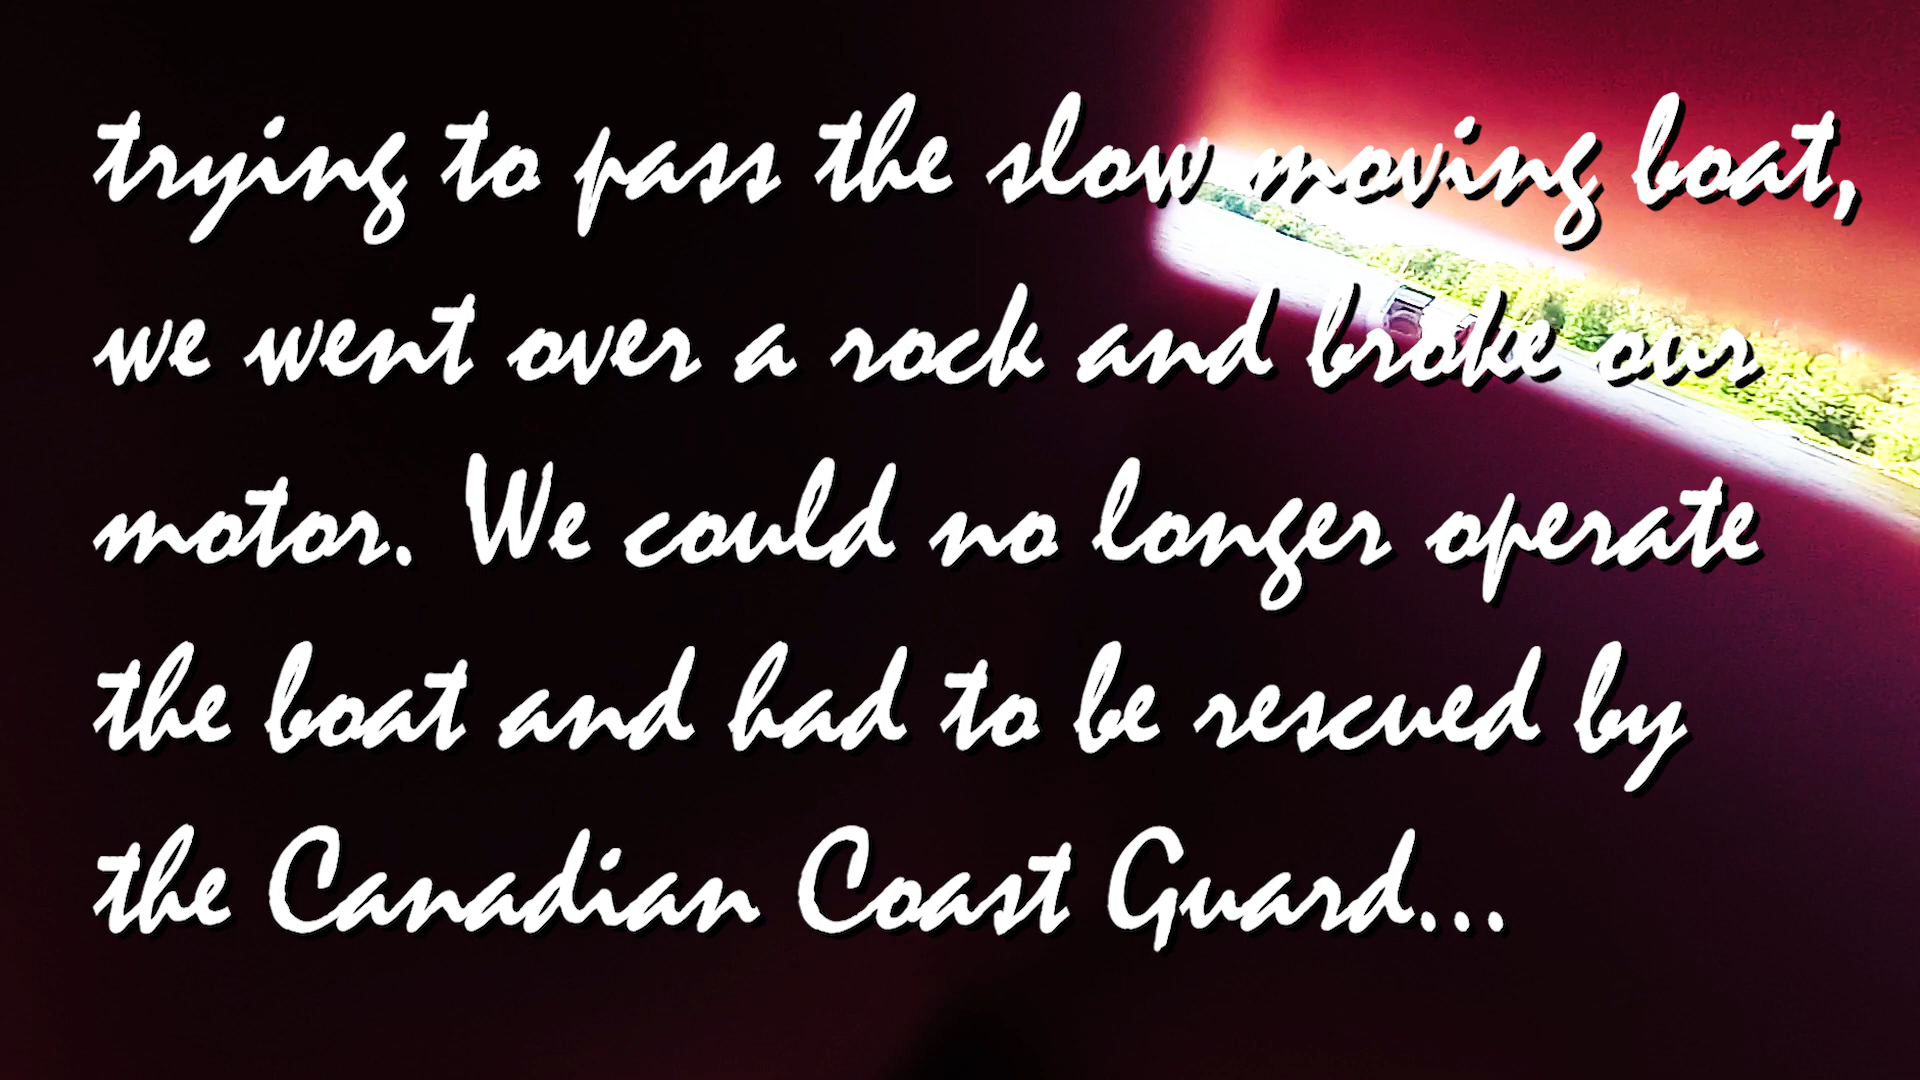 trying to pass the slow moving boat,
we went over a rock and broke our
motor. We could no longer operate
the boat and had to be rescued by
the Canadian Coast Guard...